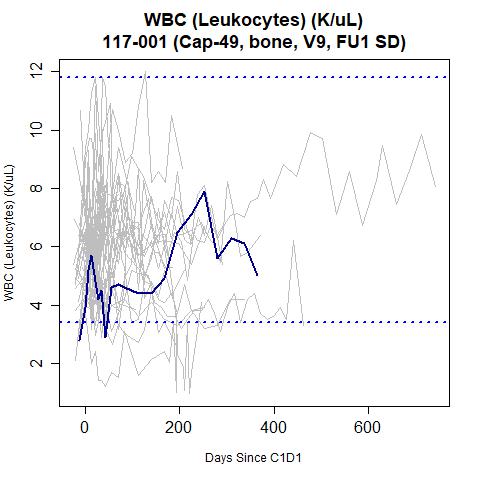 WBC (Leukocytes) (K/uL)
117-001 (Cap-49, bone, V9, FU1 SD)
WBC (Leukocytes) (K/uL)
12
10
8
6
4
2
0
200
400
600
Days Since C1D1